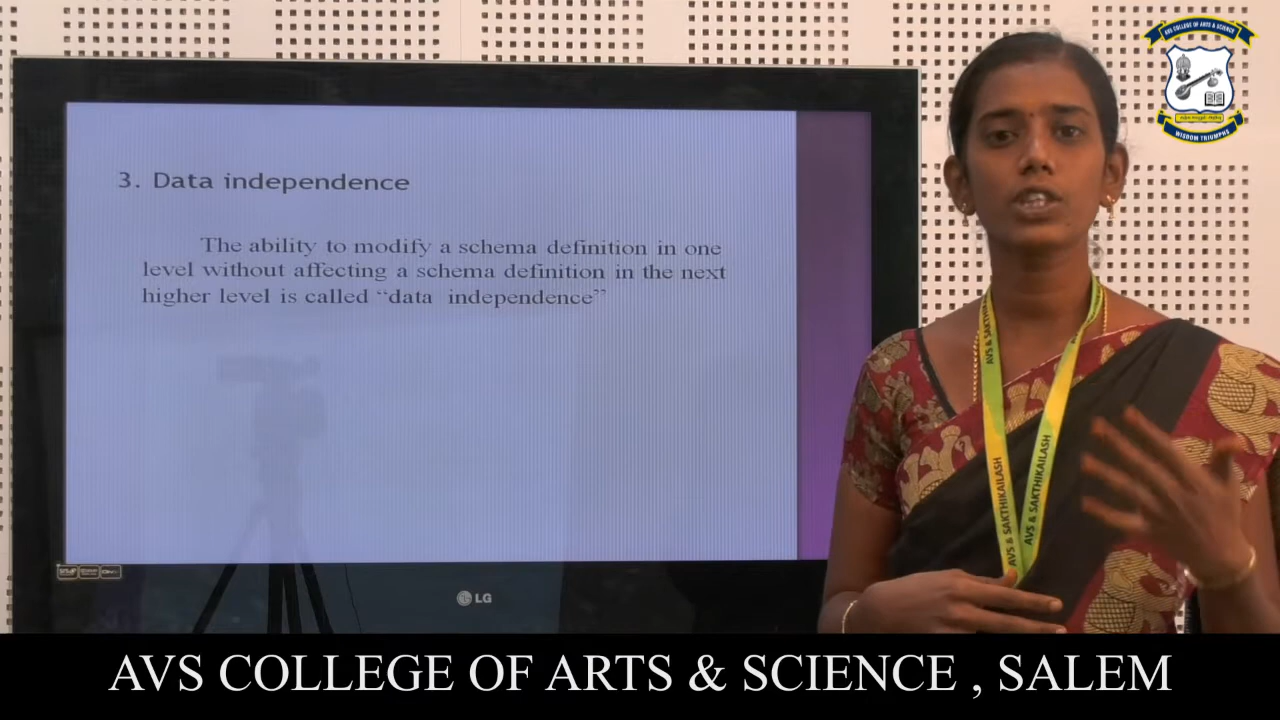 AVS COLLEGE OF ARTS & SCIENCE
WISDOM TRIUMPHS
3. Data independence
The ability to modify a schema definition in one
level without affecting a schema definition in the next
higher level is called “data independence”
LG
AVS & SAKTHIKAILASH
AVS & SAKTHIKAILASH
AVS & SAKTHIK
AVS COLLEGE OF ARTS & SCIENCE , SALEM